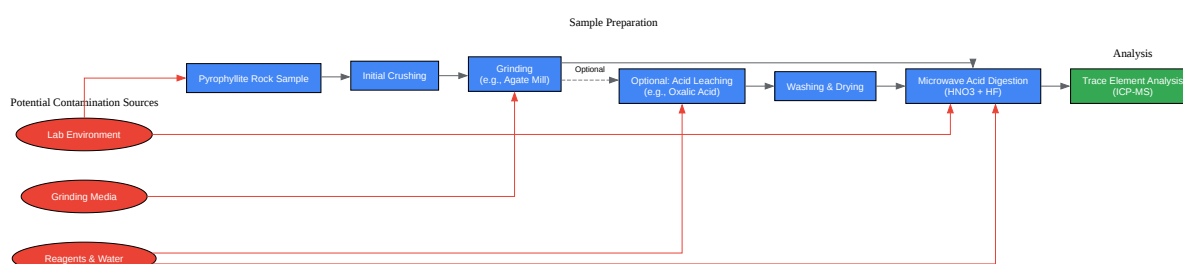 Sample Preparation
Analysis
Potential Contamination Sources
Pyrophyllite Rock Sample
Initial Crushing
Grinding
(e.g., Agate Mill)
Optional
Optional: Acid Leaching
(e.g., Oxalic Acid)
Washing & Drying
Microwave Acid Digestion
(HNO3 + HF)
Trace Element Analysis
(ICP-MS)
Lab Environment
Grinding Media
Reagents & Water